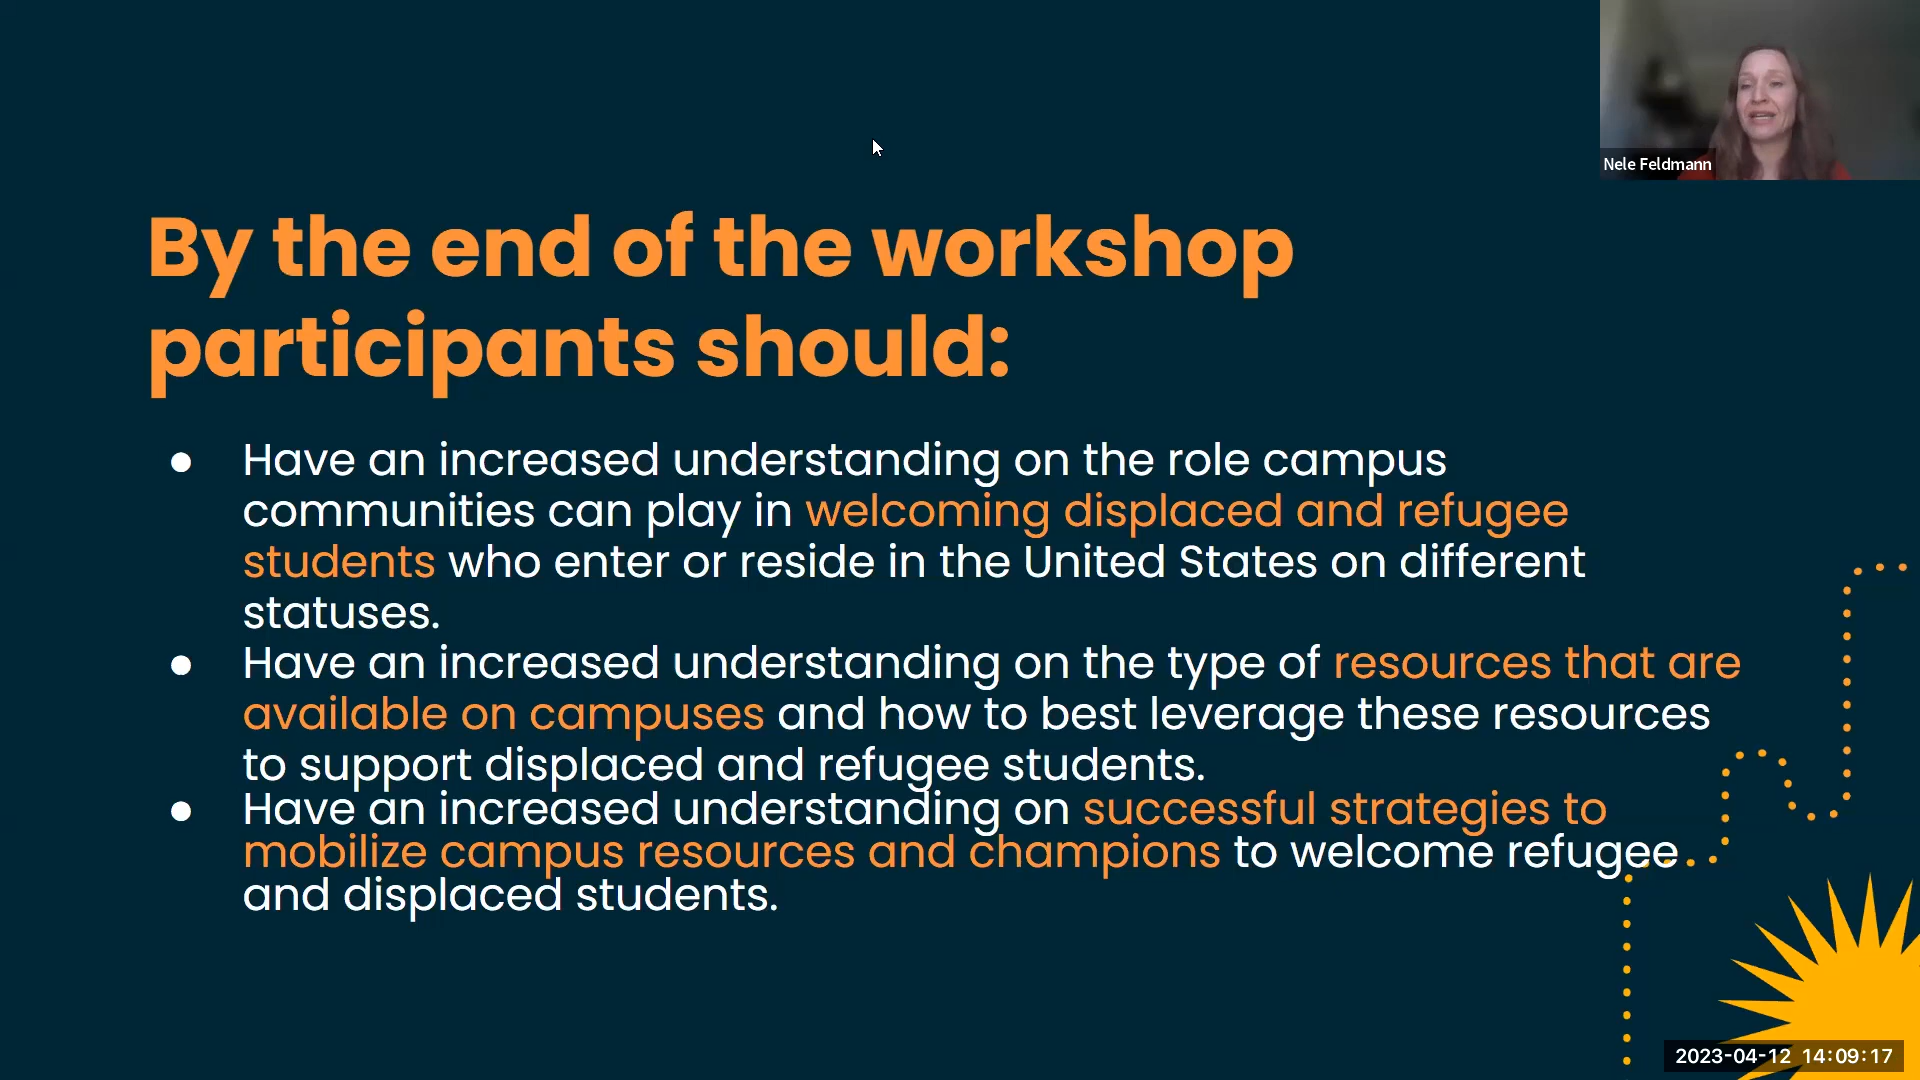 Nele Feldmann
By the end of the workshop
participants should:
● Have an increased understanding on the role campus
communities can play in welcoming displaced and refugee
students who enter or reside in the United States on different
statuses.
● Have an increased understanding on the type of resources that are
available on campuses and how to best leverage these resources
to support displaced and refugee students.
● Have an increased understanding on successful strategies to
mobilize campus resources and champions to welcome refugee
and displaced students.
2023-04-12 14:09:17